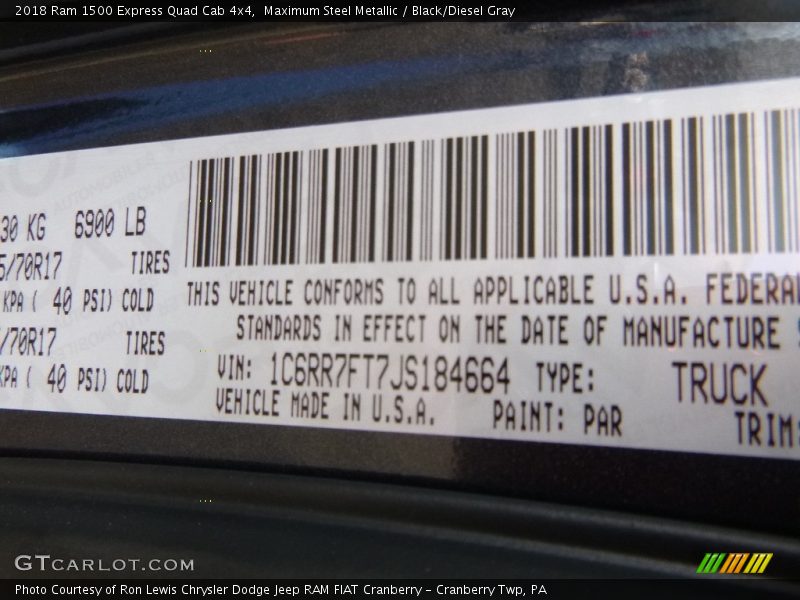 2018 Ram 1500 Express Quad Cab 4x4, Maximum Steel Metallic / Black/Diesel Gray
30 KG 6900 LB
5/70R17 TIRES
KPA ( 40 PSI) COLD
/70R17 TIRES
KPA ( 40 PSI) COLD
THIS VEHICLE CONFORMS TO ALL APPLICABLE U.S.A. FEDERAL
STANDARDS IN EFFECT ON THE DATE OF MANUFACTURE
VIN: 1C6RR7FT7JS184664 TYPE: TRUCK
VEHICLE MADE IN U.S.A. PAINT: PAR TRIM:
GTCARLOT.COM
Photo Courtesy of Ron Lewis Chrysler Dodge Jeep RAM FIAT Cranberry – Cranberry Twp, PA